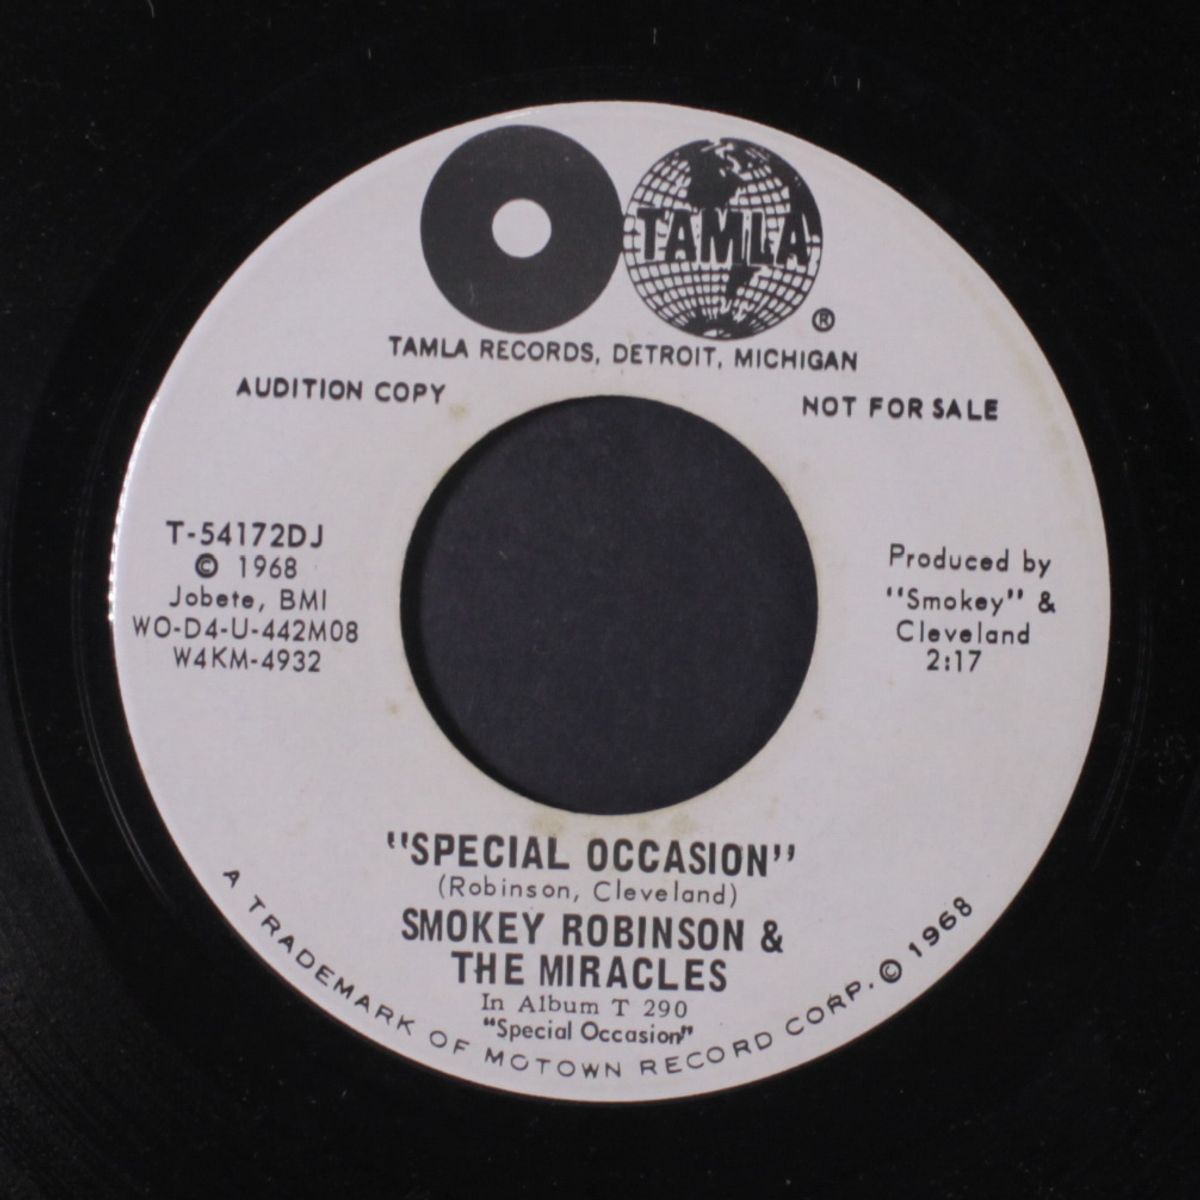 TAMLA
®
TAMLA RECORDS, DETROIT, MICHIGAN
AUDITION COPY
NOT FOR SALE
T-54172DJ
© 1968
Jobete, BMI
WO-D4-U-442M08
W4KM-4932
Produced by
"Smokey" &
Cleveland
2:17
"SPECIAL OCCASION"
(Robinson, Cleveland)
SMOKEY ROBINSON &
THE MIRACLES
In Album T 290
"Special Occasion"
A TRADEMARK OF MOTOWN RECORD CORP. © 1968